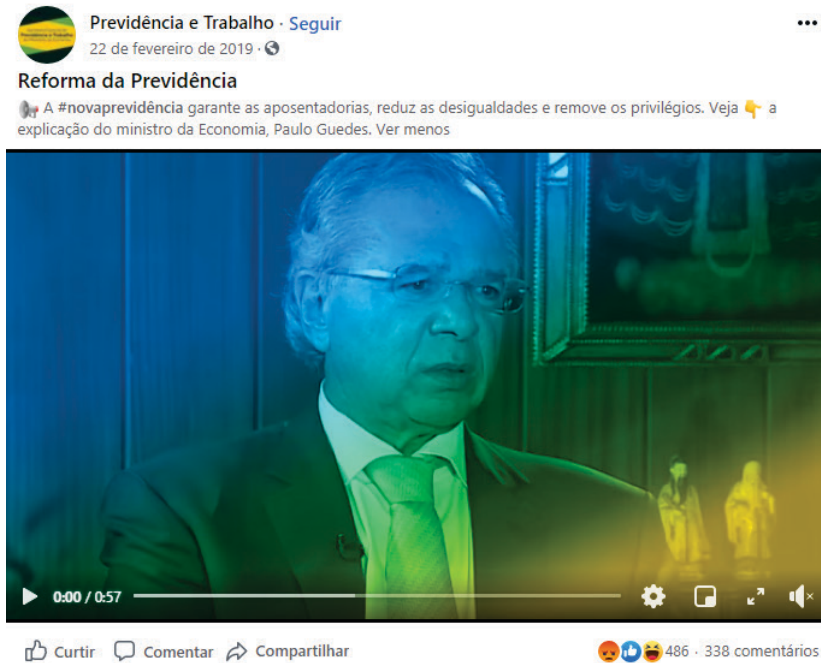 Previdência e Trabalho · Seguir
22 de fevereiro de 2019 ·
Reforma da Previdência
A #novaprevidência garante as aposentadorias, reduz as desigualdades e remove os privilégios. Veja a
explicação do ministro da Economia, Paulo Guedes. Ver menos
0:00 / 0:57
Curtir Comentar Compartilhar 486 · 338 comentários